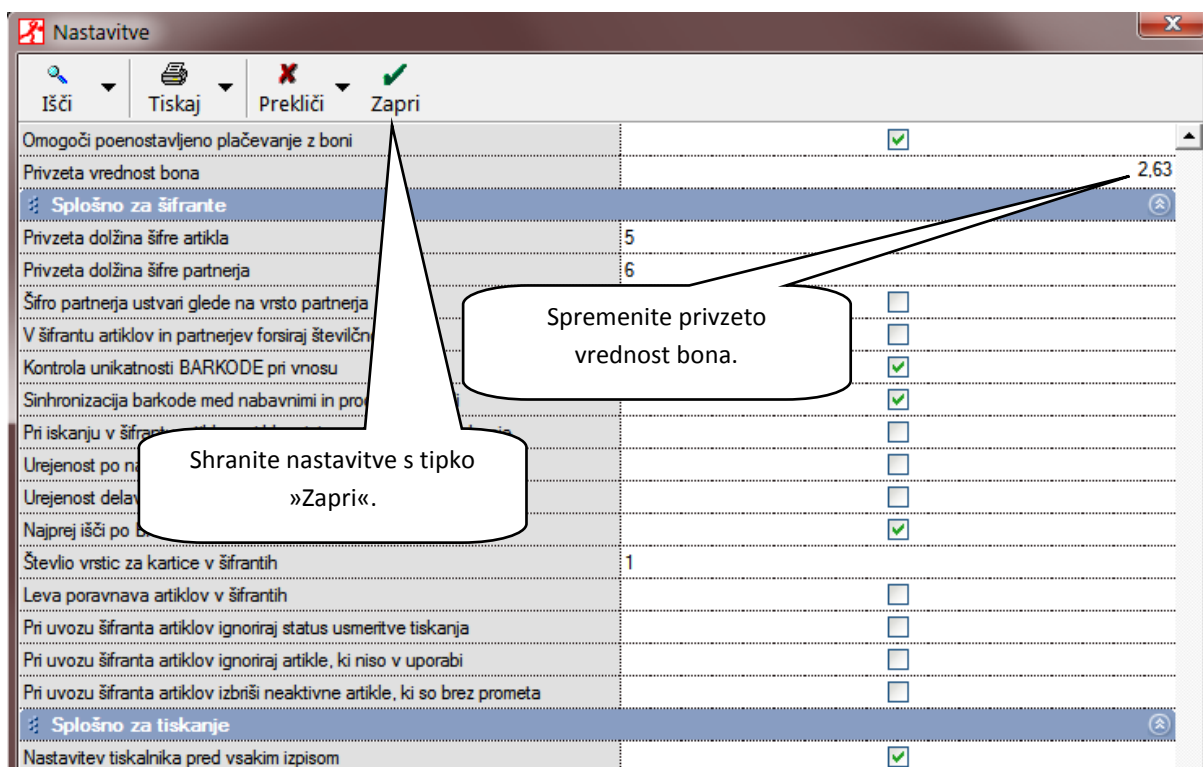 Nastavitve
Išči
Tiskaj
Prekliči
Zapri
Omogoči poenostavljeno plačevanje z boni
Privzeta vrednost bona 2,63
Splošno za šifrante
Privzeta dolžina šifre artikla 5
Privzeta dolžina šifre partnerja 6
Šifro partnerja ustvari glede na vrsto partnerja
V šifrantu artiklov in partnerjev forsiraj
Kontrola unikatnosti BARKODE pri vnosu
Sinhronizacija barkode med nabavnimi in
Pri iskanju v
Urejenost po
Urejenost
Najprej išči po
Števlio vrstic za kartice v šifrantih 1
Leva poravnava artiklov v šifrantih
Pri uvozu šifranta artiklov ignoriraj status usmeritve tiskanja
Pri uvozu šifranta artiklov ignoriraj artikle, ki niso v uporabi
Pri uvozu šifranta artiklov izbriši neaktivne artikle, ki so brez prometa
Splošno za tiskanje
Nastavitev tiskalnika pred vsakim izpisom
Spremenite privzeto
vrednost bona.
Shranite nastavitve s tipko
»Zapri«.